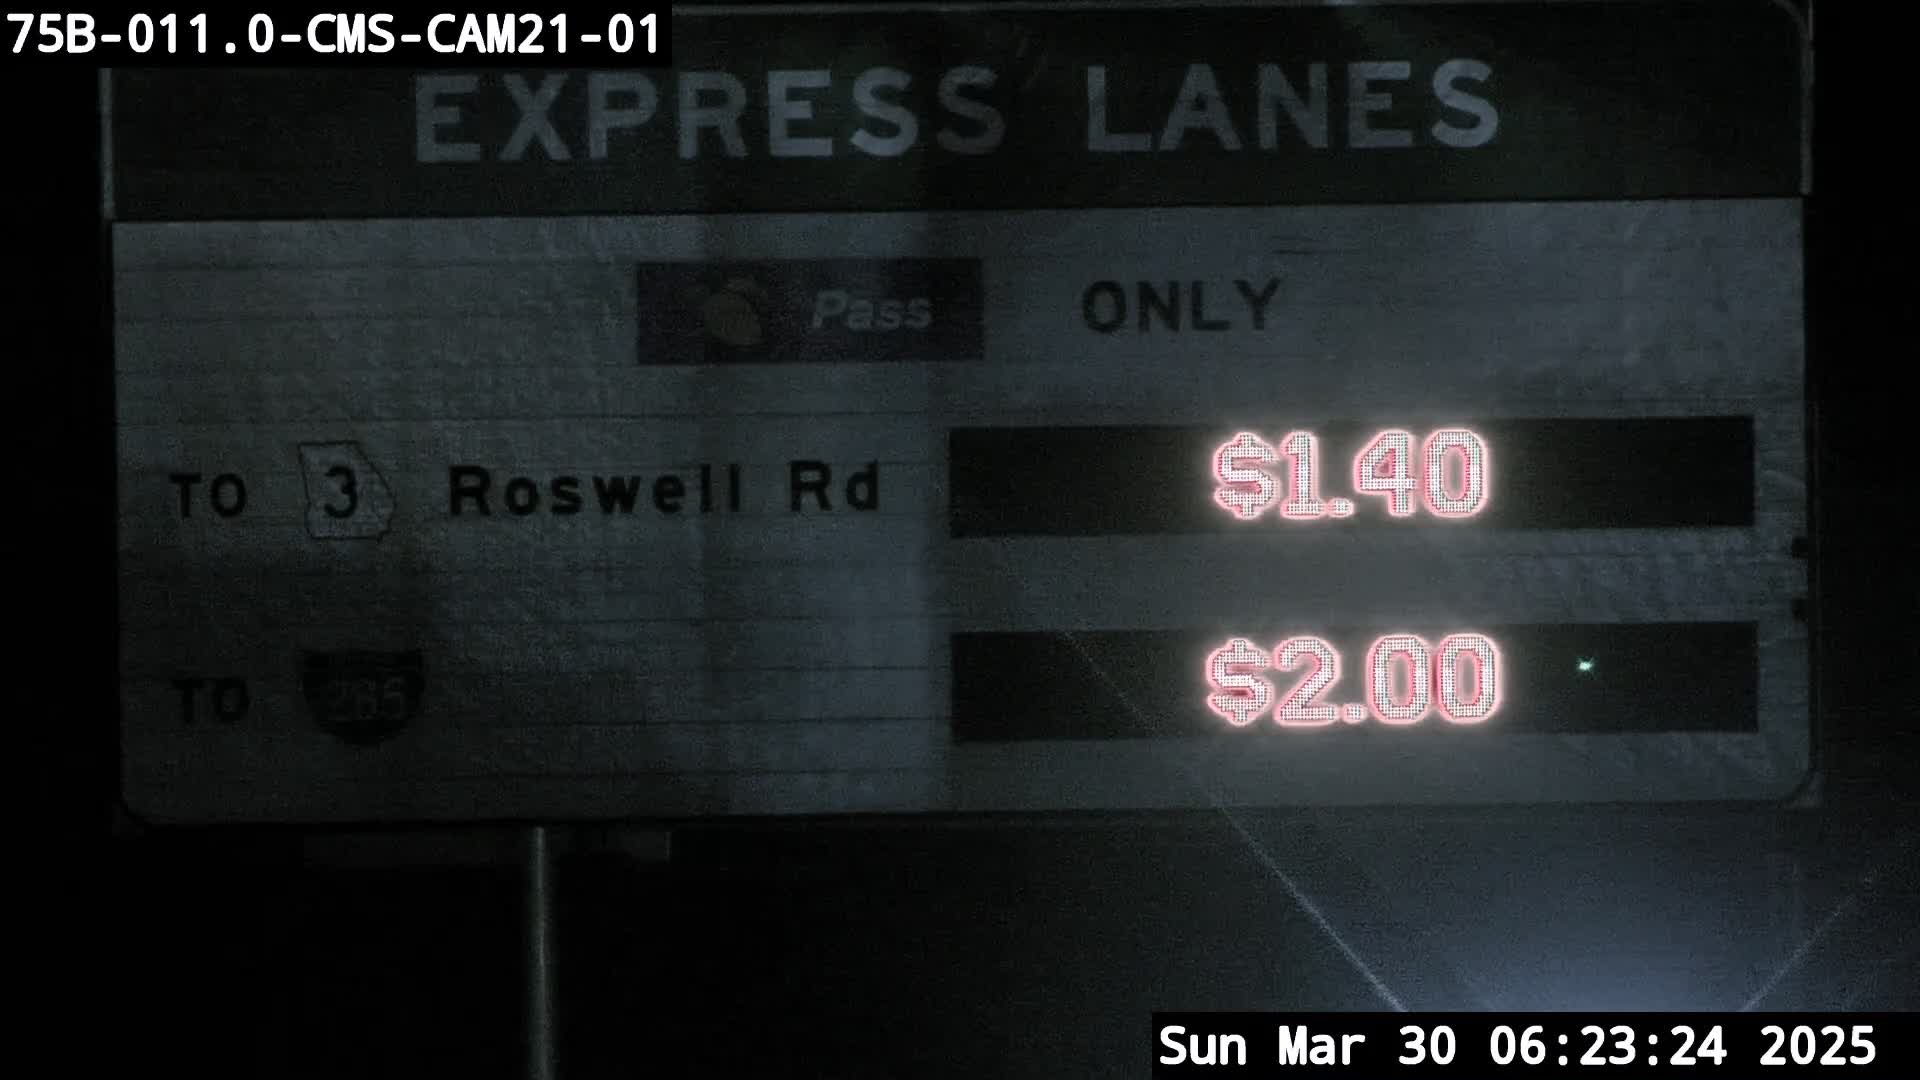 75B-011.0-CMS-CAM21-01
EXPRESS LANES
Pass ONLY
TO 3 Roswell Rd $1.40
TO 285 $2.00
Sun Mar 30 06:23:24 2025